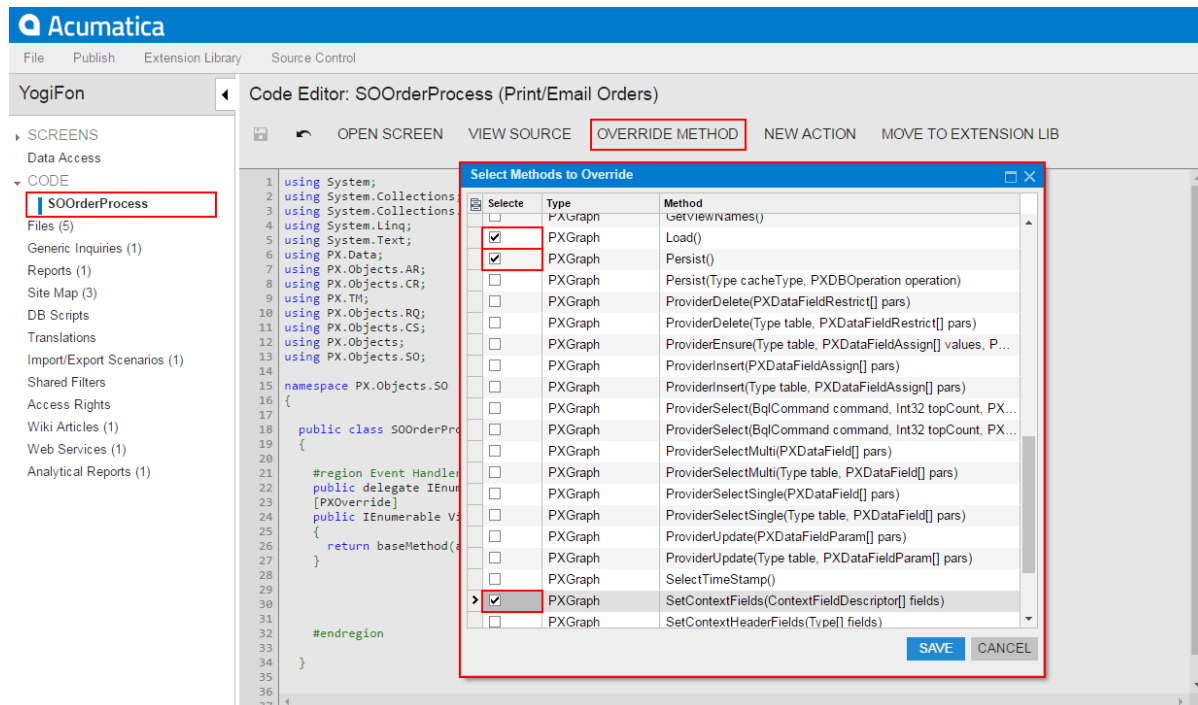 Acumatica
File Publish Extension Library Source Control
YogiFon
Code Editor: SOOrderProcess (Print/Email Orders)
SCREENS
Data Access
CODE
SOOrderProcess
Files (5)
Generic Inquiries (1)
Reports (1)
Site Map (3)
DB Scripts
Translations
Import/Export Scenarios (1)
Shared Filters
Access Rights
Wiki Articles (1)
Web Services (1)
Analytical Reports (1)
OPEN SCREEN VIEW SOURCE OVERRIDE METHOD NEW ACTION MOVE TO EXTENSION LIB
1 using System;
2 using System.Collections;
3 using System.Collections.
4 using System.Linq;
5 using System.Text;
6 using PX.Data;
7 using PX.Objects.AR;
8 using PX.Objects.CR;
9 using PX.TM;
10 using PX.Objects.RQ;
11 using PX.Objects.CS;
12 using PX.Objects;
13 using PX.Objects.SO;
14
15 namespace PX.Objects.SO
16 {
17
18 public class SOOrderPro
19 {
20
21 #region Event Handler
22 public delegate IEnum
23 [PXOverride]
24 public IEnumerable Vi
25 {
26 return baseMethod(a
27 }
28
29
30
31
32 #endregion
33
34 }
35
36
37
Select Methods to Override
Selecte Type Method
PXGraph GetViewNames()
PXGraph Load()
PXGraph Persist()
PXGraph Persist(Type cacheType, PXDBOperation operation)
PXGraph ProviderDelete(PXDataFieldRestrict[] pars)
PXGraph ProviderDelete(Type table, PXDataFieldRestrict[] pars)
PXGraph ProviderEnsure(Type table, PXDataFieldAssign[] values, P...
PXGraph ProviderInsert(PXDataFieldAssign[] pars)
PXGraph ProviderInsert(Type table, PXDataFieldAssign[] pars)
PXGraph ProviderSelect(BqlCommand command, Int32 topCount, PX...
PXGraph ProviderSelect(BqlCommand command, Int32 topCount, PX...
PXGraph ProviderSelectMulti(PXDataField[] pars)
PXGraph ProviderSelectMulti(Type table, PXDataField[] pars)
PXGraph ProviderSelectSingle(PXDataField[] pars)
PXGraph ProviderSelectSingle(Type table, PXDataField[] pars)
PXGraph ProviderUpdate(PXDataFieldParam[] pars)
PXGraph ProviderUpdate(Type table, PXDataFieldParam[] pars)
PXGraph SelectTimeStamp()
PXGraph SetContextFields(ContextFieldDescriptor[] fields)
PXGraph SetContextHeaderFields(Type[] fields)
SAVE CANCEL